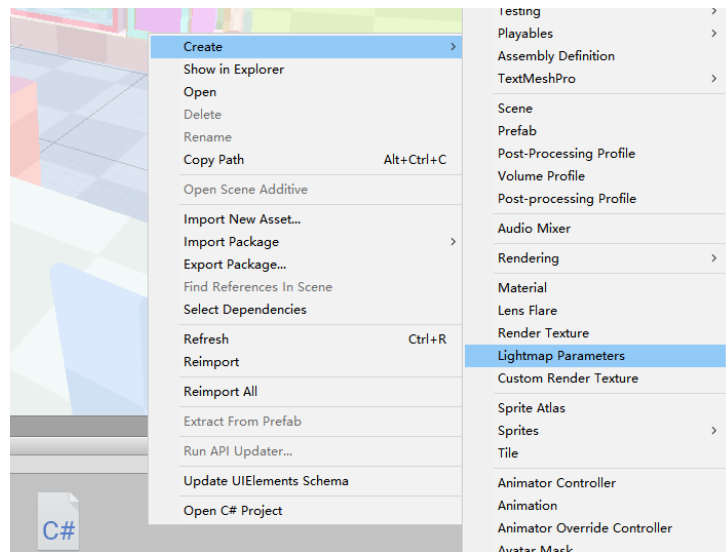 Create
Show in Explorer
Open
Delete
Rename
Copy Path Alt+Ctrl+C
Open Scene Additive
Import New Asset...
Import Package
Export Package...
Find References In Scene
Select Dependencies
Refresh Ctrl+R
Reimport
Reimport All
Extract From Prefab
Run API Updater...
Update UIElements Schema
Open C# Project
Testing
Playables
Assembly Definition
TextMeshPro
Scene
Prefab
Post-Processing Profile
Volume Profile
Post-processing Profile
Audio Mixer
Rendering
Material
Lens Flare
Render Texture
Lightmap Parameters
Custom Render Texture
Sprite Atlas
Sprites
Tile
Animator Controller
Animation
Animator Override Controller
Avatar Mask
C#